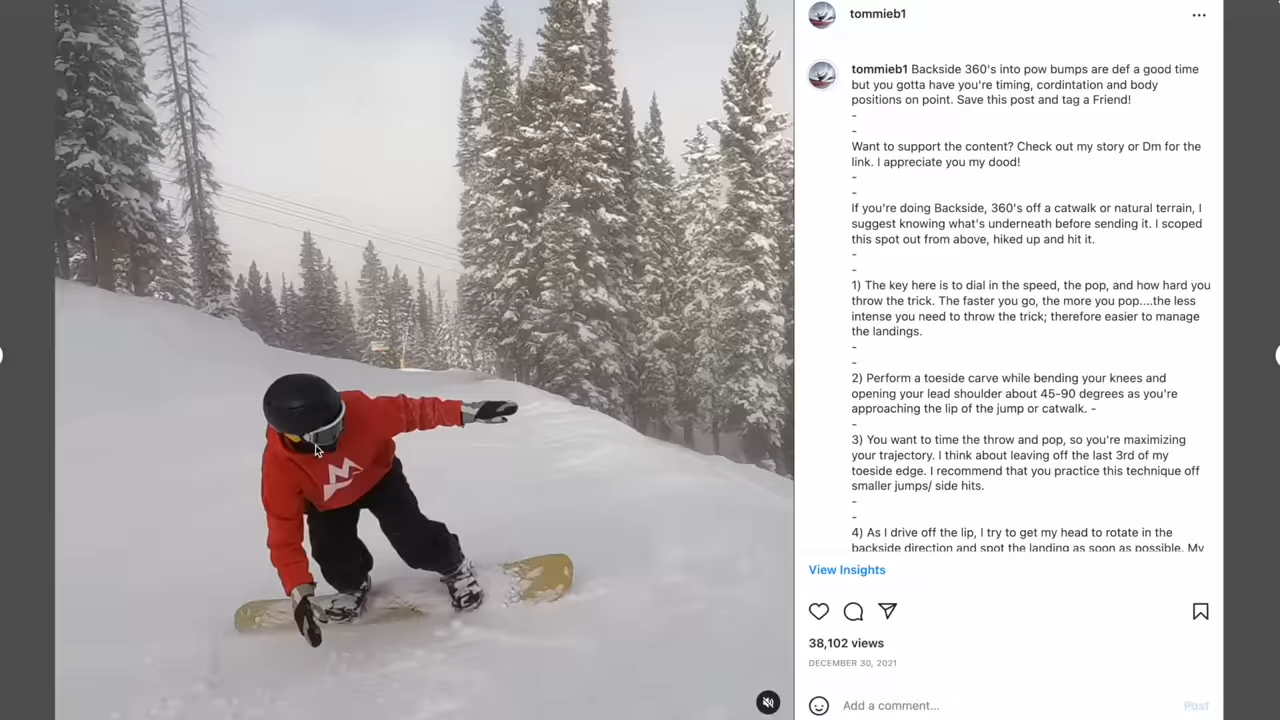 tommieb1
tommieb1 Backside 360's into pow bumps are def a good time
but you gotta have you're timing, cordintation and body
positions on point. Save this post and tag a Friend!
-
-
Want to support the content? Check out my story or Dm for the
link. I appreciate you my dood!
-
-
If you're doing Backside, 360's off a catwalk or natural terrain, I
suggest knowing what's underneath before sending it. I scoped
this spot out from above, hiked up and hit it.
-
-
1) The key here is to dial in the speed, the pop, and how hard you
throw the trick. The faster you go, the more you pop....the less
intense you need to throw the trick; therefore easier to manage
the landings.
-
-
2) Perform a toeside carve while bending your knees and
opening your lead shoulder about 45-90 degrees as you're
approaching the lip of the jump or catwalk. -
-
3) You want to time the throw and pop, so you're maximizing
your trajectory. I think about leaving off the last 3rd of my
toeside edge. I recommend that you practice this technique off
smaller jumps/ side hits.
-
-
4) As I drive off the lip, I try to get my head to rotate in the
backside direction and spot the landing as soon as possible. My
View Insights
38,102 views
DECEMBER 30, 2021
Add a comment...
Post